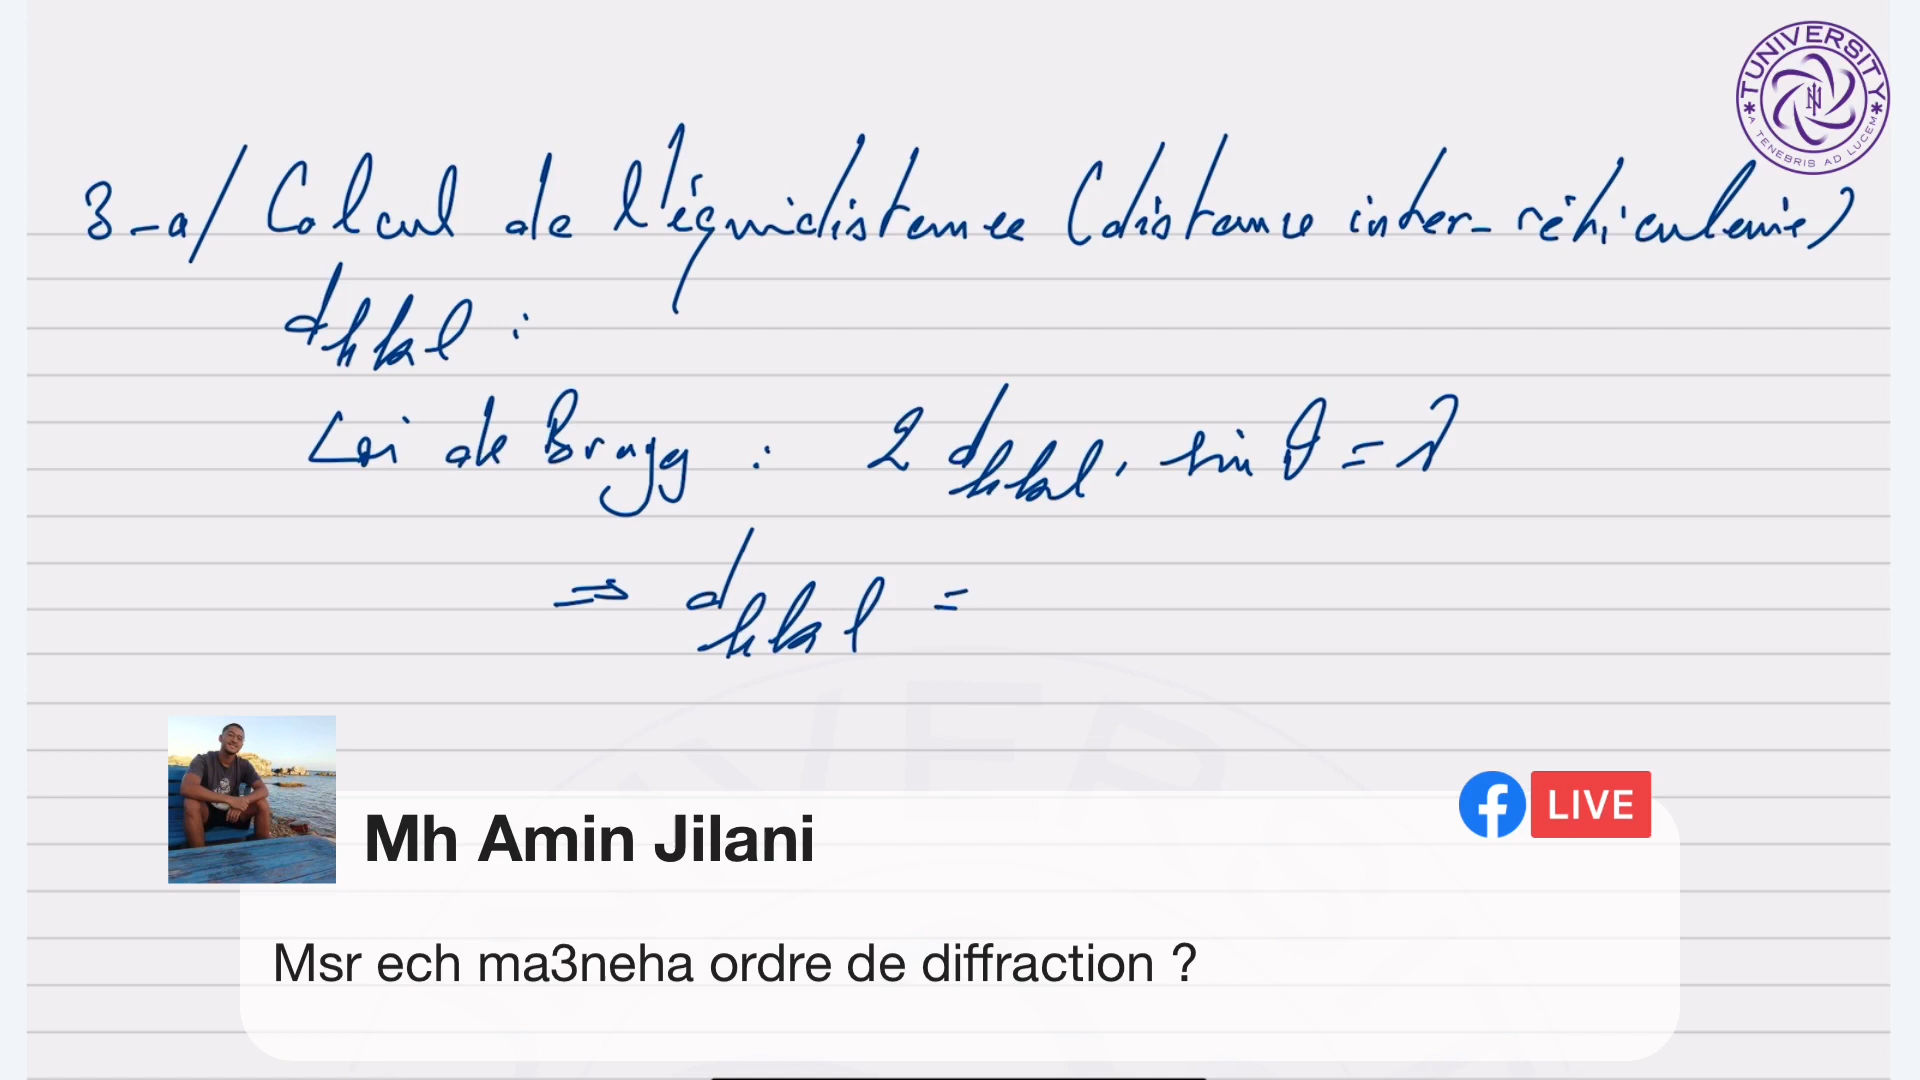 TUNIVERSITY
A TENEBRIS AD LUCEM
3-a/ Calcul de l'équidistance (distance inter-réticulaire)
dhkl :
Loi de Bragg : 2 dhkl . sin θ = λ
⇒ dhkl =
Mh Amin Jilani
LIVE
Msr ech ma3neha ordre de diffraction ?